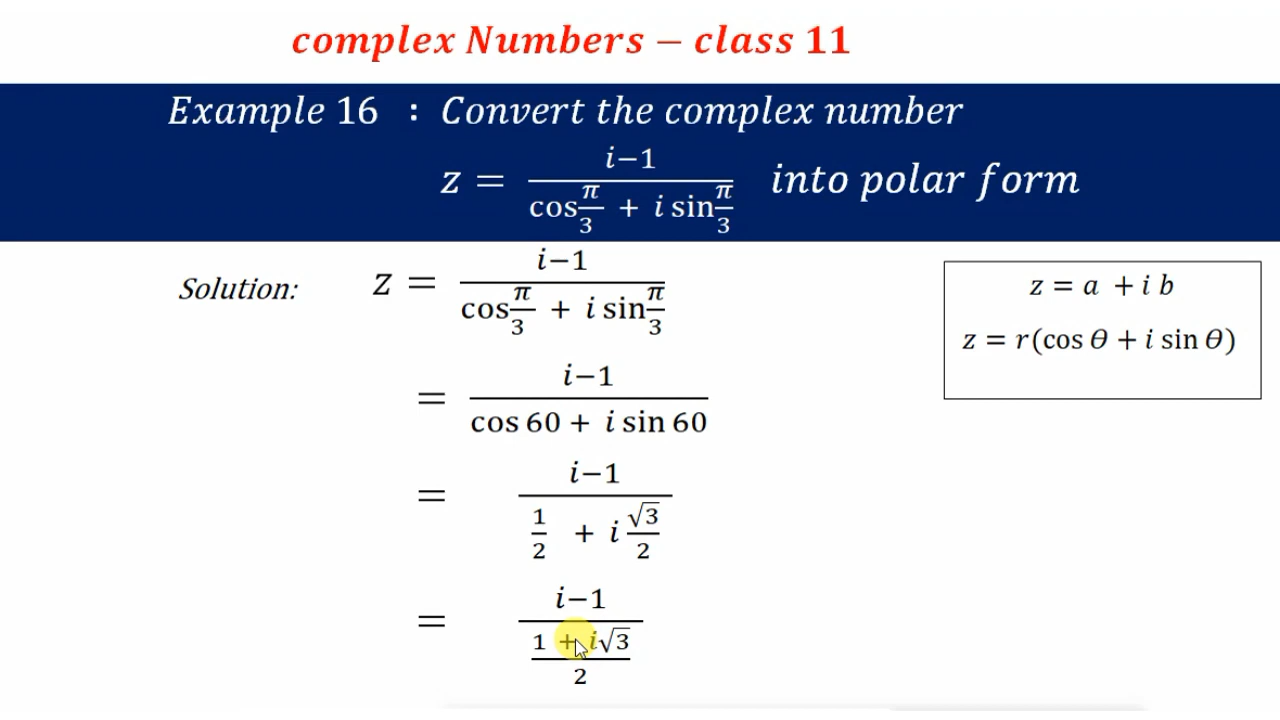 complex Numbers − class 11
Example 16 : Convert the complex number
z = (i−1)/(cos π/3 + i sin π/3) into polar form
Solution: z = (i−1)/(cos π/3 + i sin π/3)
z = a + i b
z = r(cos θ + i sin θ)
= (i−1)/(cos 60 + i sin 60)
= (i−1)/(1/2 + i √3/2)
= (i−1)/((1 + i√3)/2)